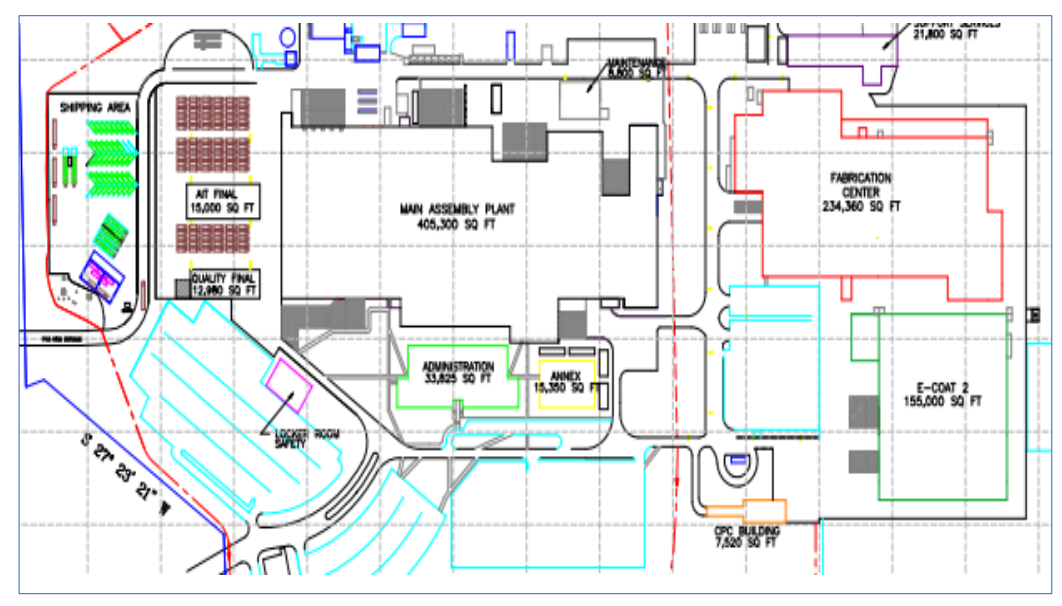 SUPPORT SERVICES
21,800 SQ FT
MAINTENANCE
8,800 SQ FT
SHIPPING AREA
FABRICATION
CENTER
234,360 SQ FT
AIT FINAL
15,000 SQ FT
MAIN ASSEMBLY PLANT
405,300 SQ FT
QUALITY FINAL
12,980 SQ FT
ADMINISTRATION
33,825 SQ FT
ANNEX
15,350 SQ FT
E-COAT 2
155,000 SQ FT
LOCKER ROOM
SAFETY
S 27° 23' 21" W
CPC BUILDING
7,520 SQ FT